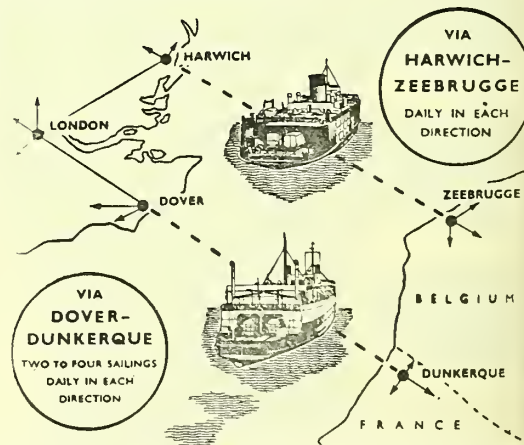 HARWICH
LONDON
DOVER
VIA
HARWICH-
ZEEBRUGGE
DAILY IN EACH
DIRECTION
ZEEBRUGGE
BELGIUM
VIA
DOVER-
DUNKERQUE
TWO TO FOUR SAILINGS
DAILY IN EACH
DIRECTION
DUNKERQUE
FRANCE